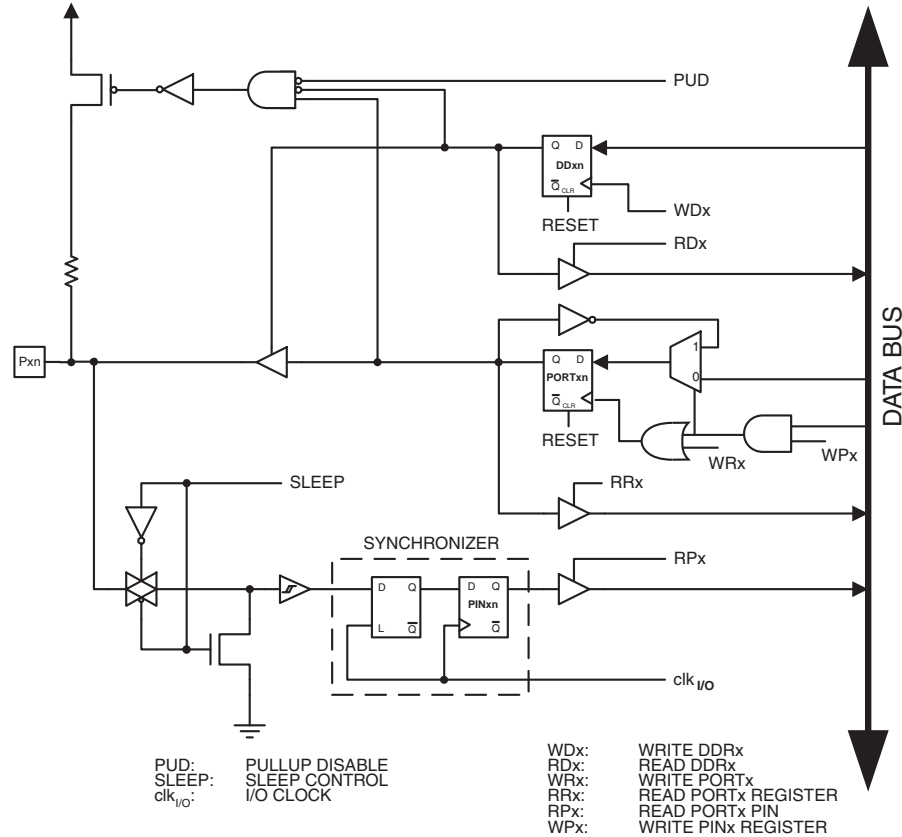 PUD
Q D
DDxn
Q CLR
WDx
RESET
RDx
Pxn
1
Q D
PORTxn
0
Q CLR
RESET
WRx
WPx
DATA BUS
SLEEP
RRx
SYNCHRONIZER
RPx
D Q
D Q
PINxn
L Q
Q
clk I/O
PUD: PULLUP DISABLE
SLEEP: SLEEP CONTROL
clk I/O: I/O CLOCK
WDx: WRITE DDRx
RDx: READ DDRx
WRx: WRITE PORTx
RRx: READ PORTx REGISTER
RPx: READ PORTx PIN
WPx: WRITE PINx REGISTER